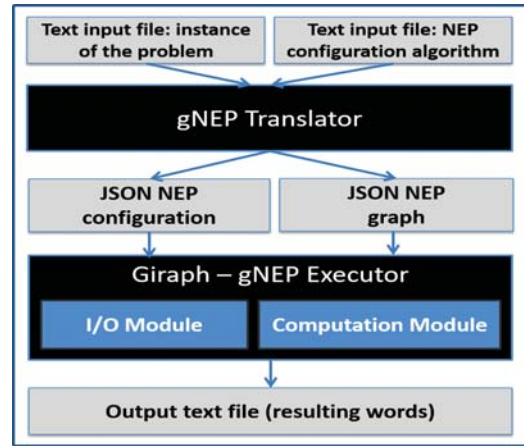 Text input file: instance
of the problem
Text input file: NEP
configuration algorithm
gNEP Translator
JSON NEP
configuration
JSON NEP
graph
Giraph – gNEP Executor
I/O Module
Computation Module
Output text file (resulting words)